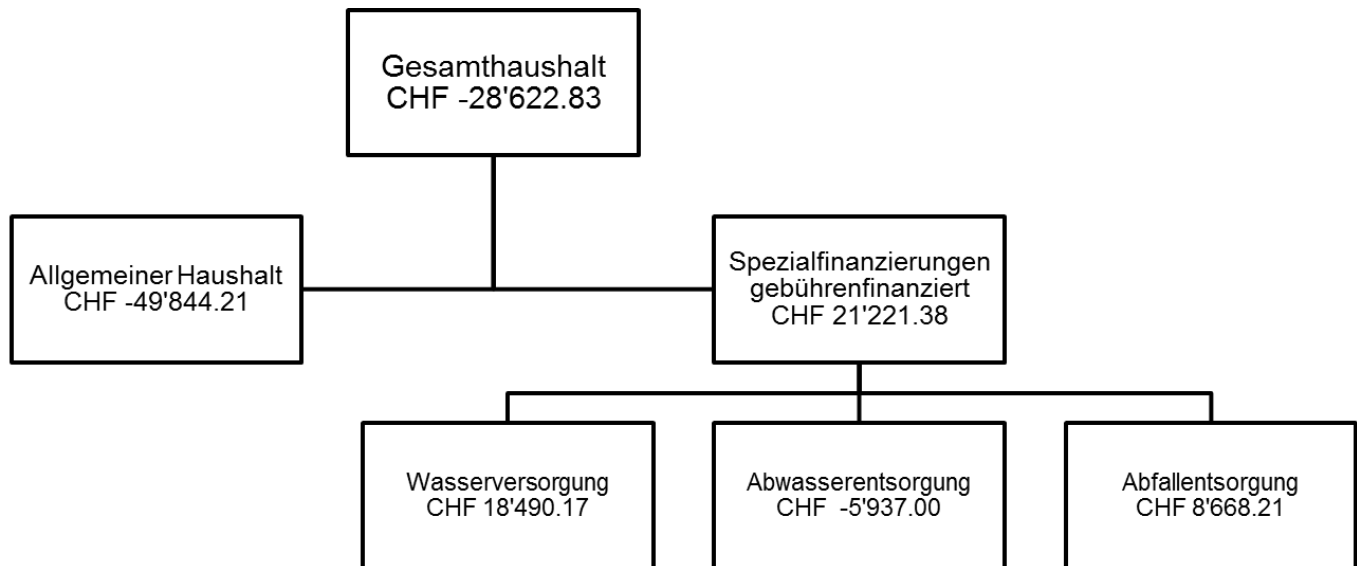 Gesamthaushalt
CHF -28'622.83
Allgemeiner Haushalt
CHF -49'844.21
Spezialfinanzierungen
gebührenfinanziert
CHF 21'221.38
Wasserversorgung
CHF 18'490.17
Abwasserentsorgung
CHF -5'937.00
Abfallentsorgung
CHF 8'668.21